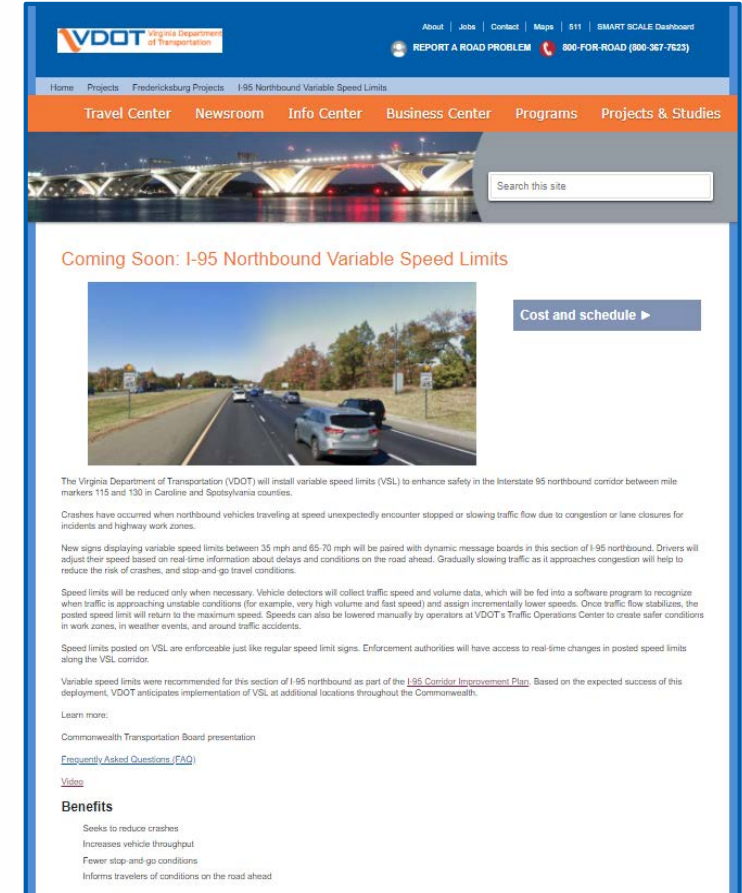 VDOT Virginia Department
of Transportation
About | Jobs | Contact | Maps | 511 | SMART SCALE Dashboard
REPORT A ROAD PROBLEM 800-FOR-ROAD (800-367-7623)
Home Projects Fredericksburg Projects I-95 Northbound Variable Speed Limits
Travel Center Newsroom Info Center Business Center Programs Projects & Studies
Search this site
Coming Soon: I-95 Northbound Variable Speed Limits
Cost and schedule ►
The Virginia Department of Transportation (VDOT) will install variable speed limits (VSL) to enhance safety in the Interstate 95 northbound corridor between mile
markers 115 and 130 in Caroline and Spotsylvania counties.
Crashes have occurred when northbound vehicles traveling at speed unexpectedly encounter stopped or slowing traffic flow due to congestion or lane closures for
incidents and highway work zones.
New signs displaying variable speed limits between 35 mph and 65-70 mph will be paired with dynamic message boards in this section of I-95 northbound. Drivers will
adjust their speed based on real-time information about delays and conditions on the road ahead. Gradually slowing traffic as it approaches congestion will help to
reduce the risk of crashes, and stop-and-go travel conditions.
Speed limits will be reduced only when necessary. Vehicle detectors will collect traffic speed and volume data, which will be fed into a software program to recognize
when traffic is approaching unstable conditions (for example, very high volume and fast speed) and assign incrementally lower speeds. Once traffic flow stabilizes, the
posted speed limit will return to the maximum speed. Speeds can also be lowered manually by operators at VDOT's Traffic Operations Center to create safer conditions
in work zones, in weather events, and around traffic accidents.
Speed limits posted on VSL are enforceable just like regular speed limit signs. Enforcement authorities will have access to real-time changes in posted speed limits
along the VSL corridor.
Variable speed limits were recommended for this section of I-95 northbound as part of the I-95 Corridor Improvement Plan. Based on the expected success of this
deployment, VDOT anticipates implementation of VSL at additional locations throughout the Commonwealth.
Learn more:
Commonwealth Transportation Board presentation
Frequently Asked Questions (FAQ)
Video
Benefits
Seeks to reduce crashes
Increases vehicle throughput
Fewer stop-and-go conditions
Informs travelers of conditions on the road ahead